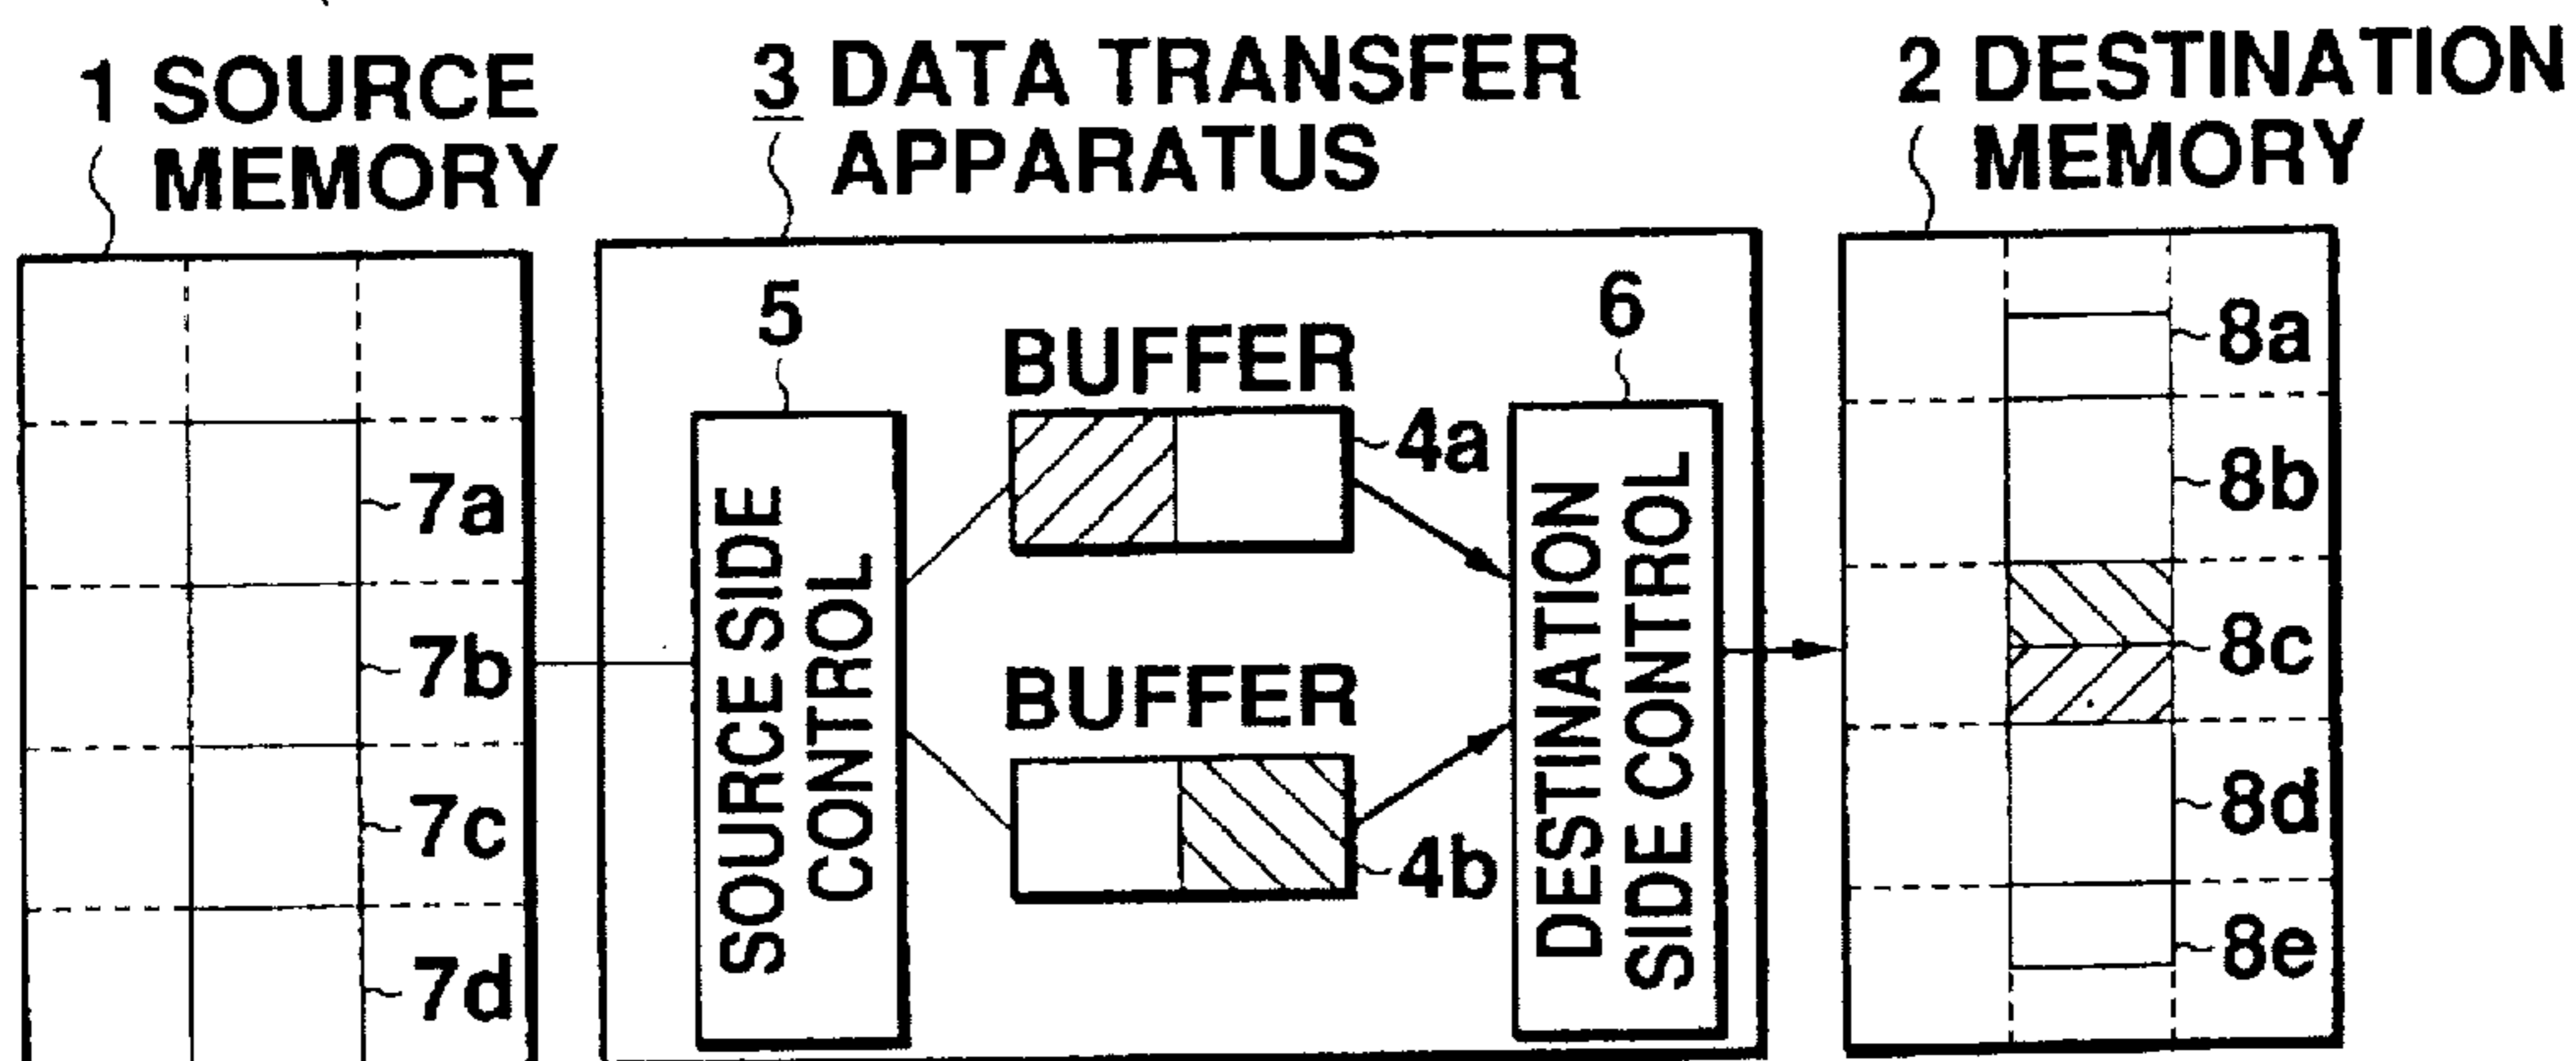 1 SOURCE
MEMORY
3 DATA TRANSFER
APPARATUS
2 DESTINATION
MEMORY
5
6
BUFFER
4a
BUFFER
4b
SOURCE SIDE
CONTROL
DESTINATION
SIDE CONTROL
7a
7b
7c
7d
8a
8b
8c
8d
8e